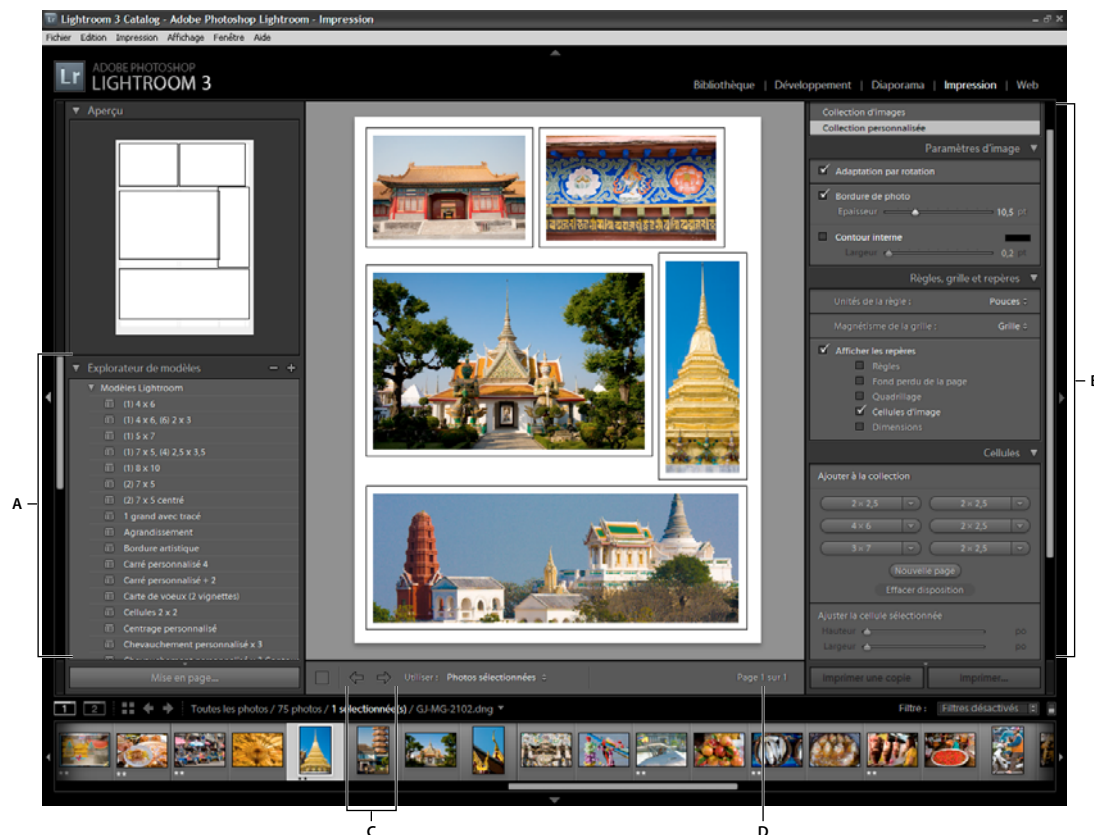 Lightroom 3 Catalog - Adobe Photoshop Lightroom - Impression
Fichier Edition Impression Affichage Fenêtre Aide
Lr
ADOBE PHOTOSHOP
LIGHTROOM 3
Bibliothèque | Développement | Diaporama | Impression | Web
Aperçu
Explorateur de modèles
Modèles Lightroom
(1) 4 x 6
(1) 4 x 6, (6) 2 x 3
(1) 5 x 7
(1) 7 x 5, (4) 2,5 x 3,5
(1) 8 x 10
(2) 7 x 5
(2) 7 x 5 centré
1 grand avec tracé
Agrandissement
Bordure artistique
Carré personnalisé 4
Carré personnalisé + 2
Carte de voeux (2 vignettes)
Cellules 2 x 2
Centrage personnalisé
Chevauchement personnalisé x 3
Mise en page...
A
Collection d'images
Collection personnalisée
Paramètres d'image
Adaptation par rotation
Bordure de photo
Epaisseur 10,5 pt
Contour interne
Largeur 0,2 pt
Règles, grille et repères
Unités de la règle : Pouces
Magnétisme de la grille : Grille
Afficher les repères
Règles
Fond perdu de la page
Quadrillage
Cellules d'image
Dimensions
Cellules
Ajouter à la collection
2 × 2,5 2 × 2,5
4 × 6 2 × 2,5
3 × 7 2 × 2,5
Nouvelle page
Effacer disposition
Ajuster la cellule sélectionnée
Hauteur po
Largeur po
Imprimer une copie Imprimer...
Utiliser : Photos sélectionnées
Page 1 sur 1
1 2 Toutes les photos / 75 photos / 1 sélectionnée(s) / GJ-MG-2102.dng
Filtre : Filtres désactivés
C
D